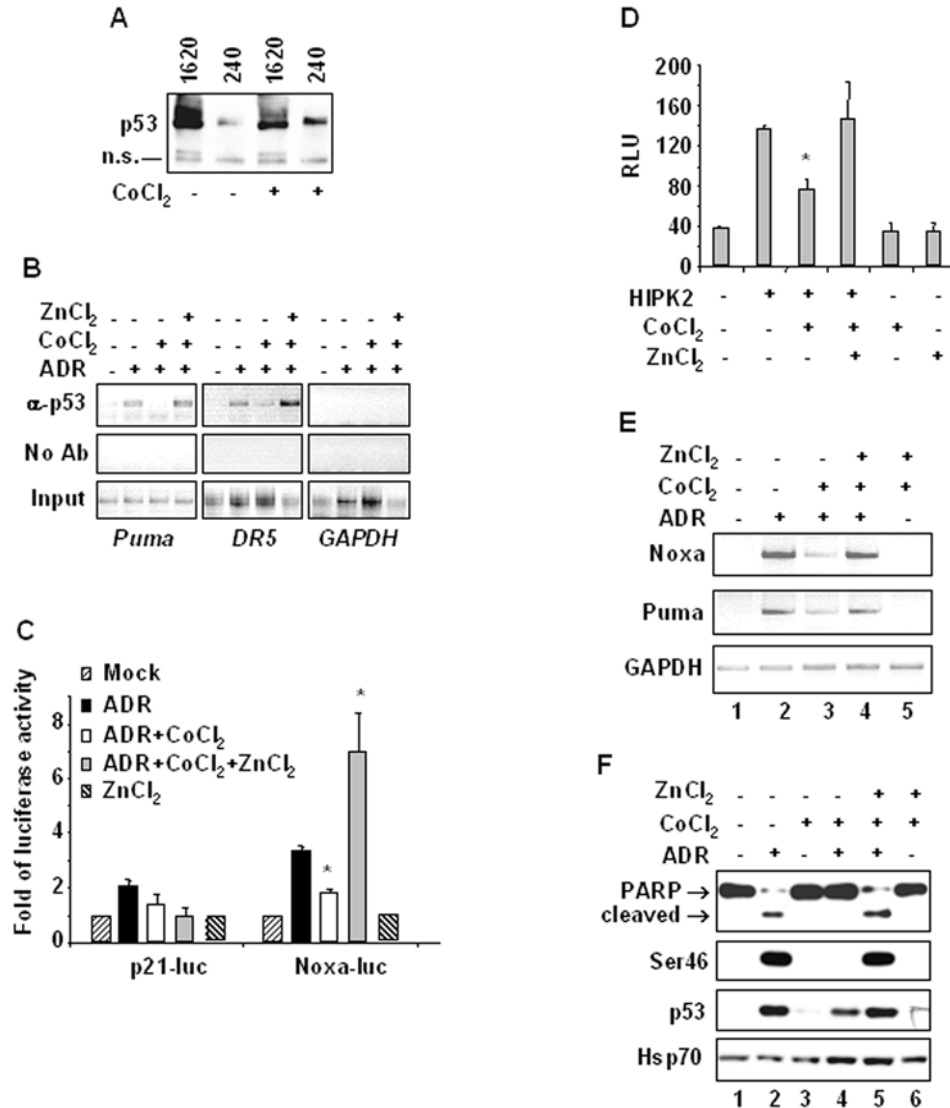 A
1620 240 1620 240
p53
n.s.
CoCl2 - - + +
B
ZnCl2 - - - + - - - + - - - +
CoCl2 - - + + - - + + - - + +
ADR - + + + - + + + - + + +
α-p53
No Ab
Input
Puma DR5 GAPDH
C
Fold of luciferase activity
8
6
4
2
0
Mock
ADR
ADR+CoCl2
ADR+CoCl2+ZnCl2
ZnCl2
* *
p21-luc Noxa-luc
D
RLU
200
160
120
80
40
0
*
HIPK2 - + + + - -
CoCl2 - - + + + -
ZnCl2 - - - + - +
E
ZnCl2 - - - + +
CoCl2 - - + + +
ADR - + + + -
Noxa
Puma
GAPDH
1 2 3 4 5
F
ZnCl2 - - - - + +
CoCl2 - - + + + +
ADR - + - + + -
PARP →
cleaved →
Ser46
p53
Hsp70
1 2 3 4 5 6